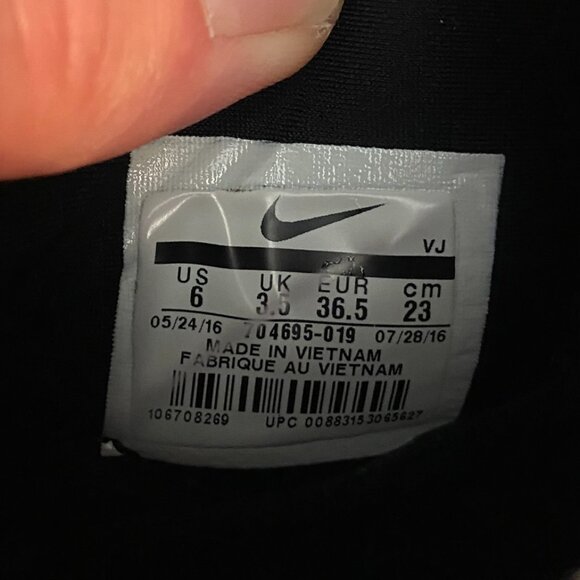 VJ
US UK EUR cm
6 3.5 36.5 23
05/24/16 704695-019 07/28/16
MADE IN VIETNAM
FABRIQUE AU VIETNAM
106708269 UPC 00883153065627